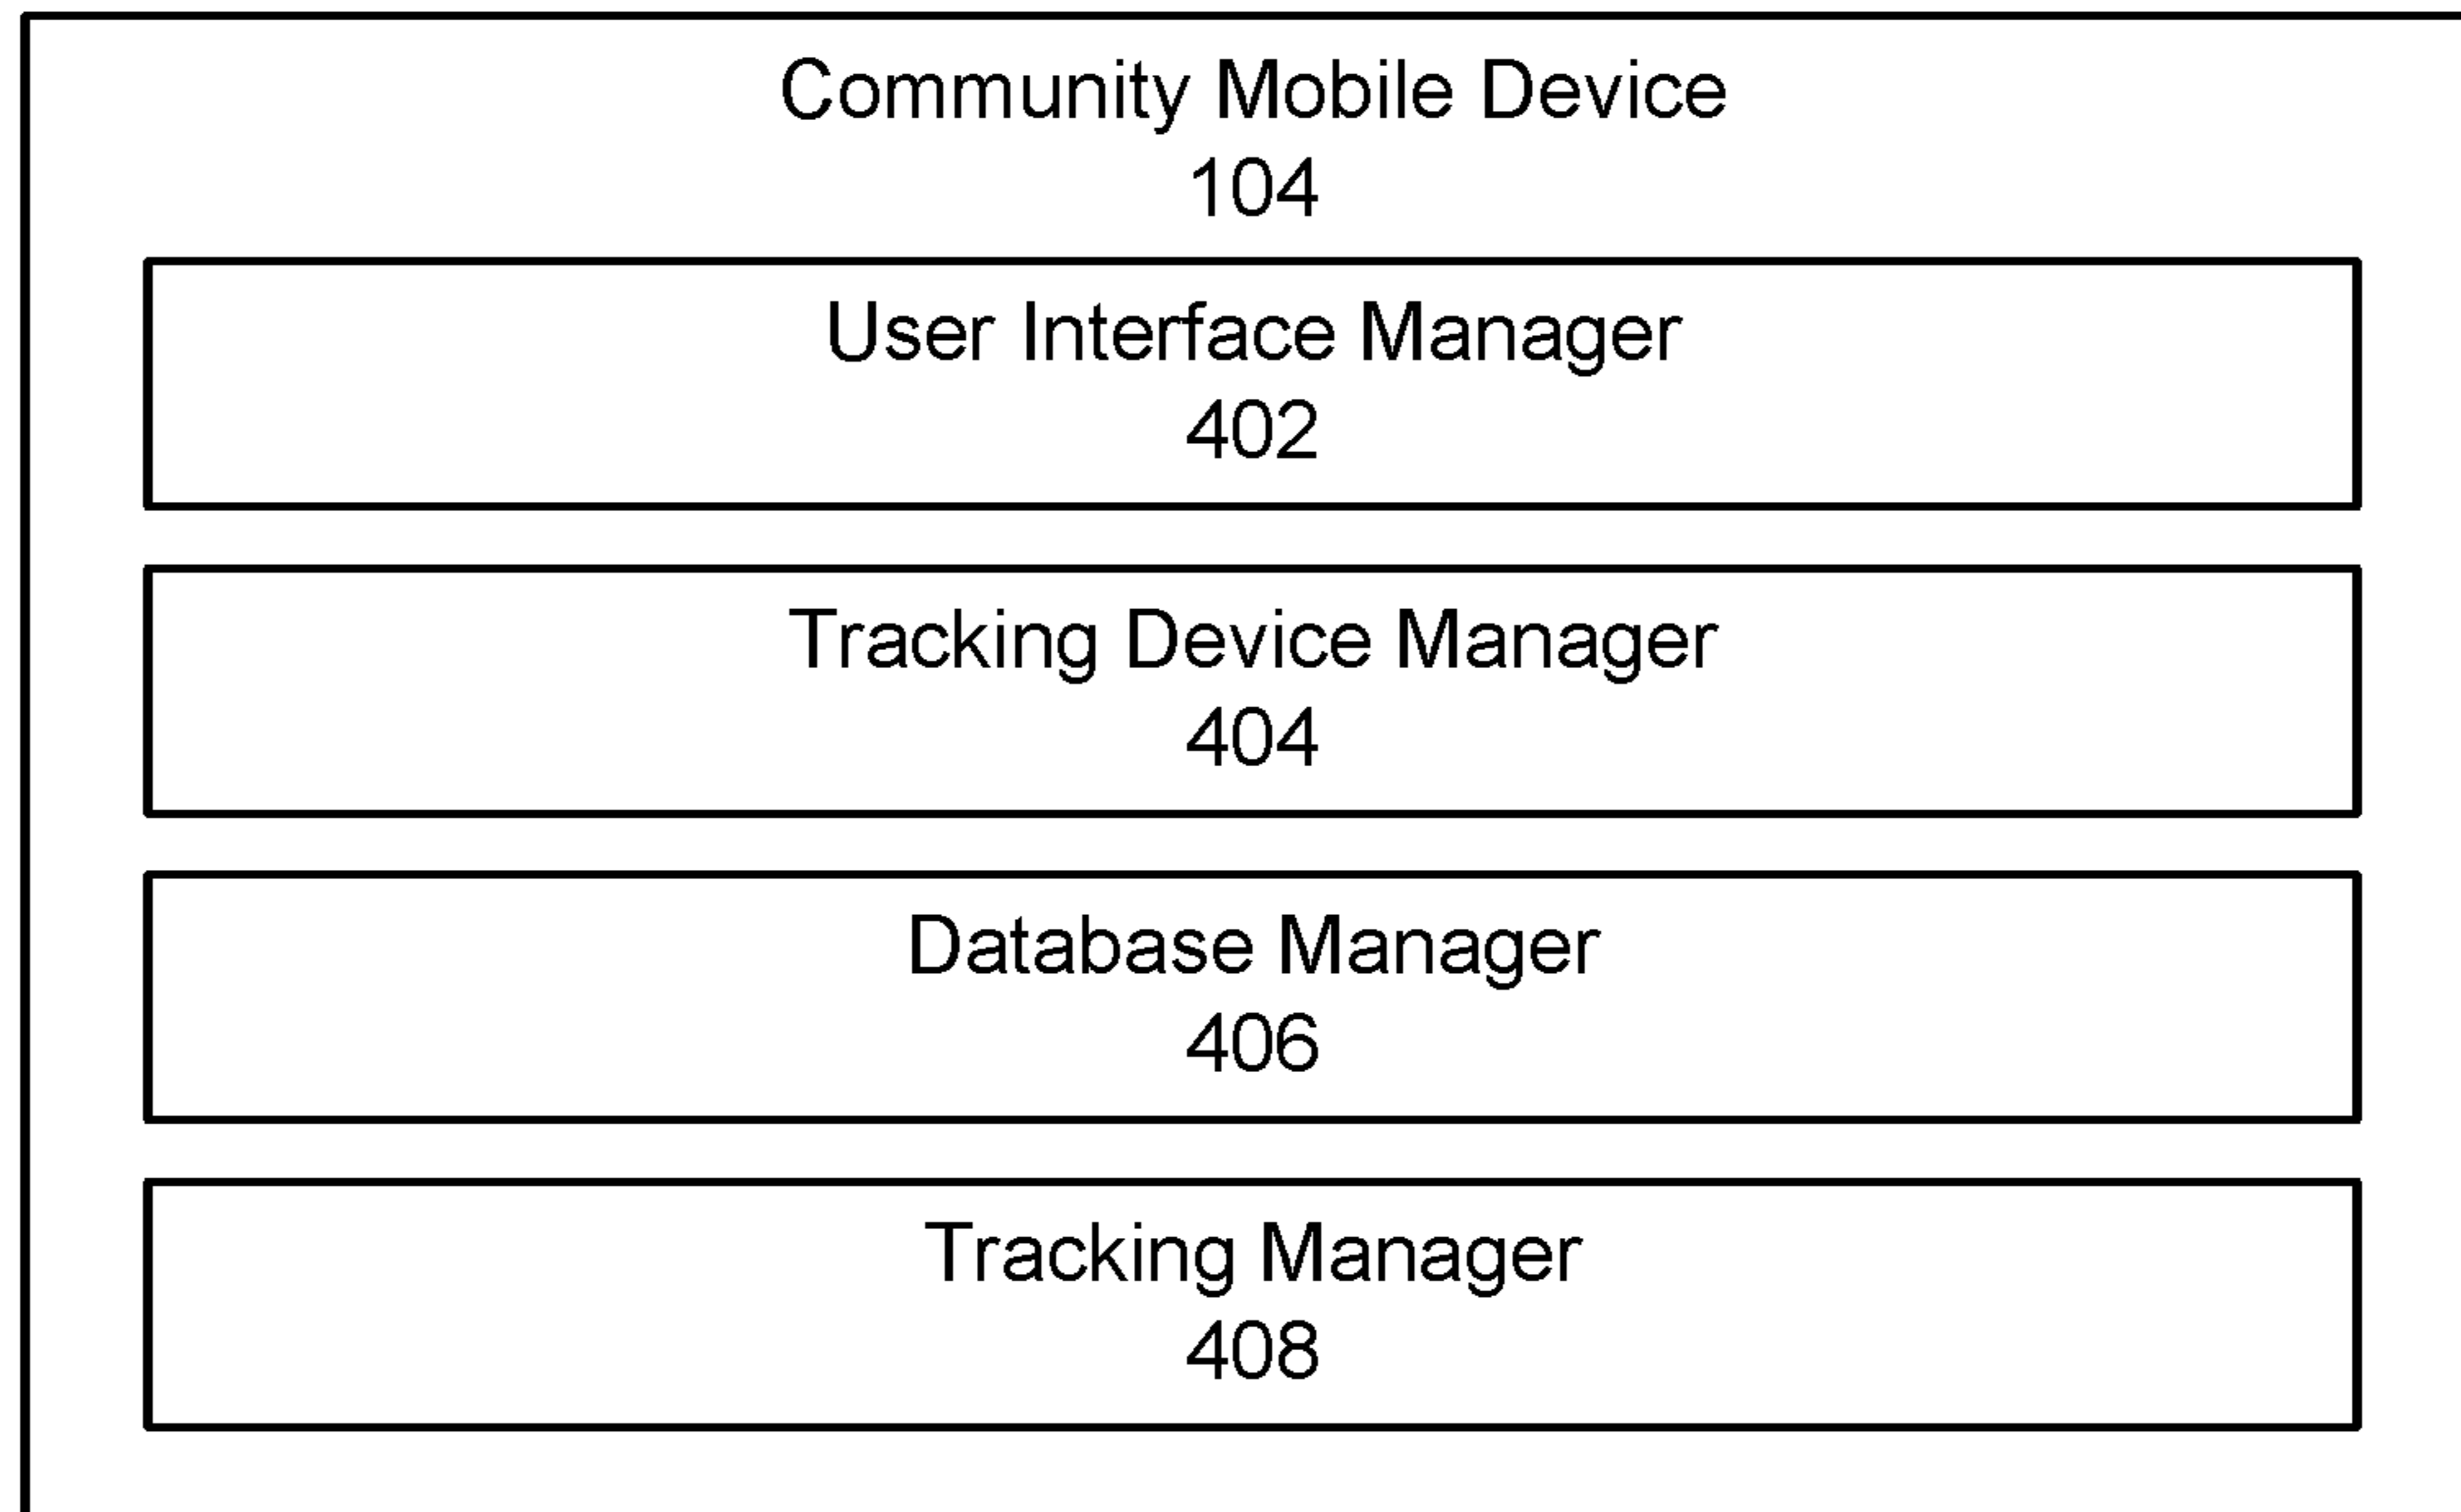 Community Mobile Device
104
User Interface Manager
402
Tracking Device Manager
404
Database Manager
406
Tracking Manager
408